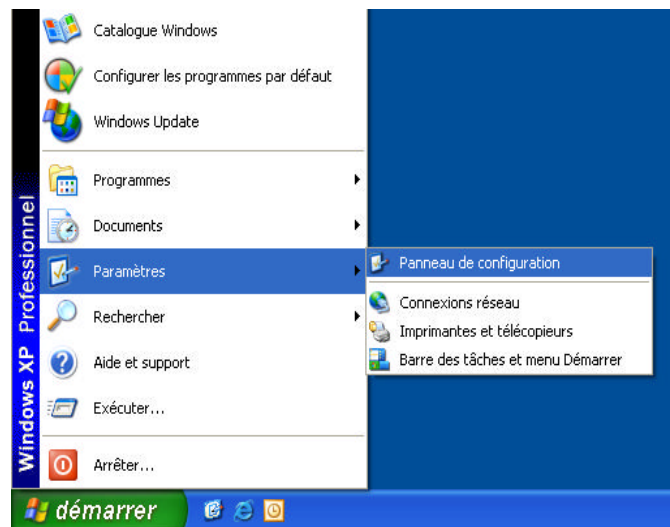 Catalogue Windows
Configurer les programmes par défaut
Windows Update
Programmes
Documents
Paramètres
Rechercher
Aide et support
Exécuter...
Arrêter...
Panneau de configuration
Connexions réseau
Imprimantes et télécopieurs
Barre des tâches et menu Démarrer
Windows XP Professionnel
démarrer